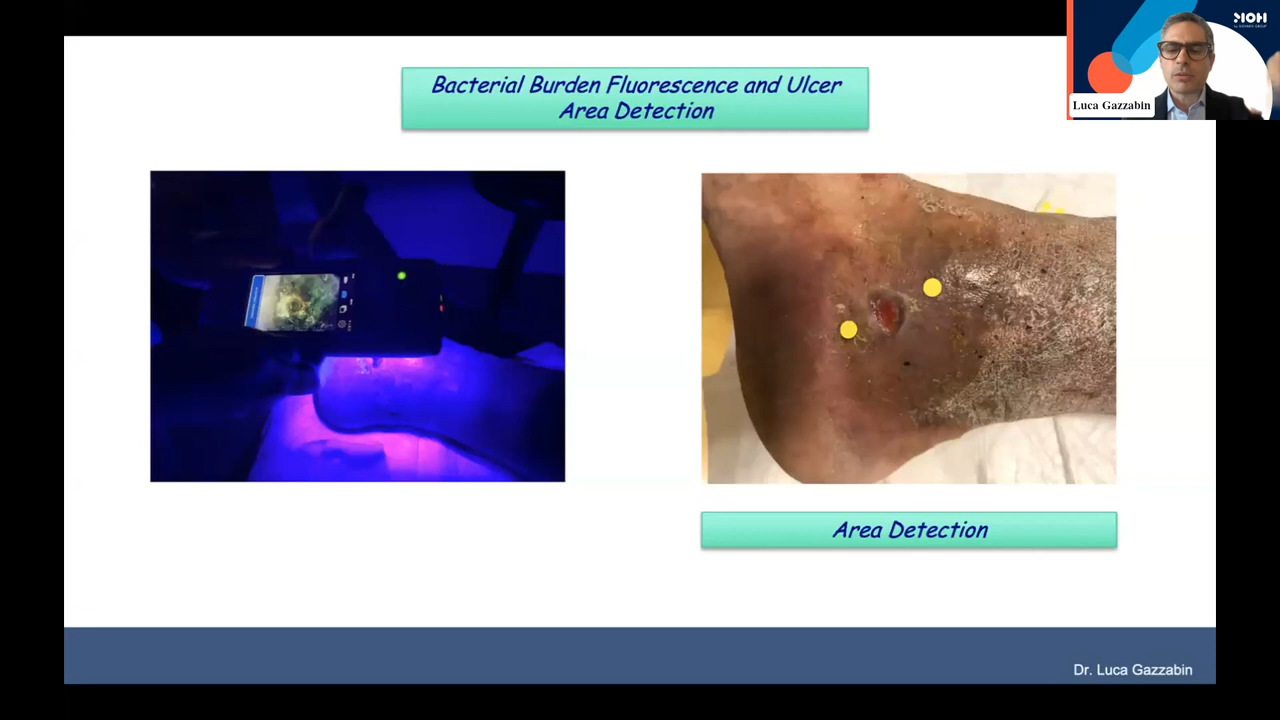 Bacterial Burden Fluorescence and Ulcer
Area Detection
Luca Gazzabin
Area Detection
Dr. Luca Gazzabin